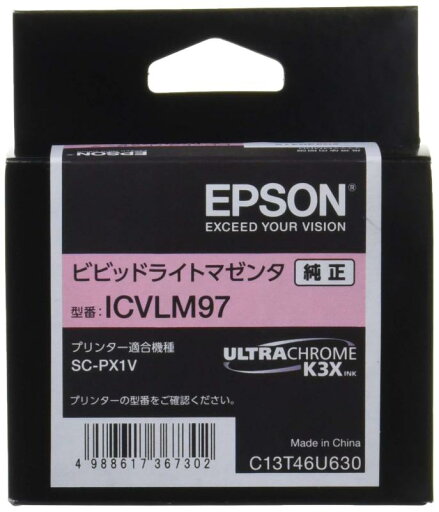 EPSON®
EXCEED YOUR VISION
ビビッドライトマゼンタ 純正
型番: ICVLM97
プリンター適合機種
SC-PX1V
ULTRACHROME
K3X INK
プリンターの型番をご確認ください。
4 988617 367302
Made in China
C13T46U630